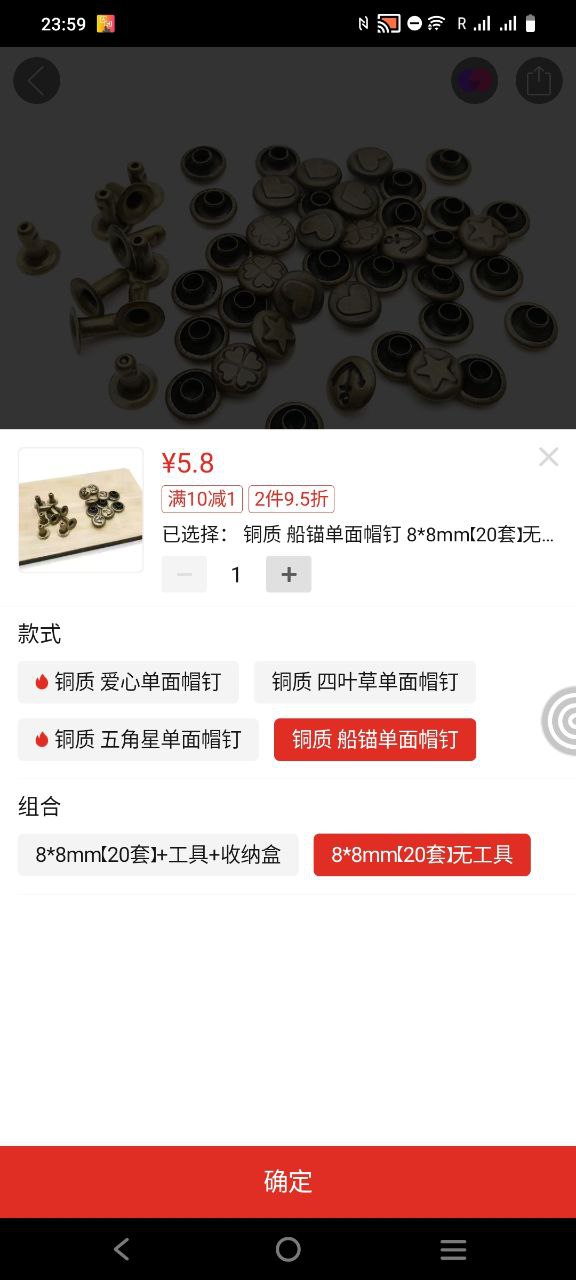 23:59
R
¥5.8
满10减1 2件9.5折
已选择： 铜质 船锚单面帽钉 8*8mm【20套】无...
1
款式
铜质 爱心单面帽钉 铜质 四叶草单面帽钉
铜质 五角星单面帽钉 铜质 船锚单面帽钉
组合
8*8mm【20套】+工具+收纳盒 8*8mm【20套】无工具
确定